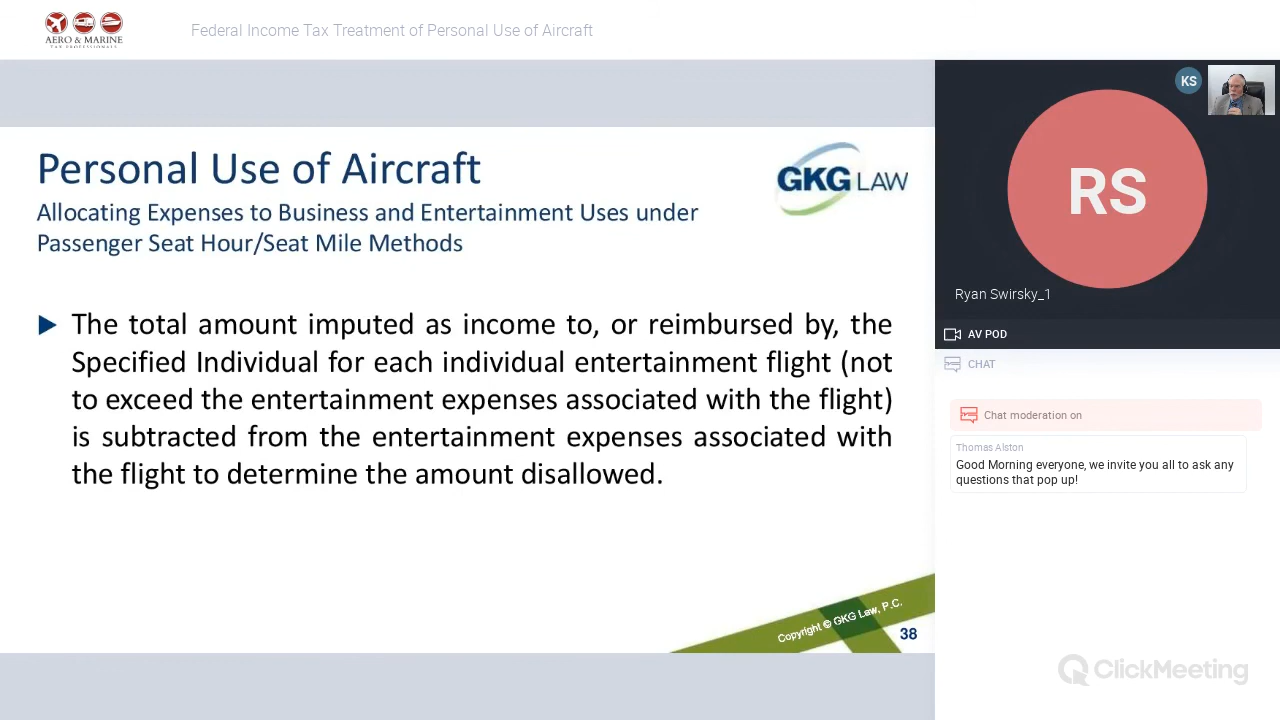 AERO & MARINE
TAX PROFESSIONALS
Federal Income Tax Treatment of Personal Use of Aircraft
Personal Use of Aircraft
GKG LAW
Allocating Expenses to Business and Entertainment Uses under
Passenger Seat Hour/Seat Mile Methods
The total amount imputed as income to, or reimbursed by, the
Specified Individual for each individual entertainment flight (not
to exceed the entertainment expenses associated with the flight)
is subtracted from the entertainment expenses associated with
the flight to determine the amount disallowed.
Copyright © GKG Law, P.C.
38
KS
RS
Ryan Swirsky_1
AV POD
CHAT
Chat moderation on
Thomas Alston
Good Morning everyone, we invite you all to ask any
questions that pop up!
ClickMeeting